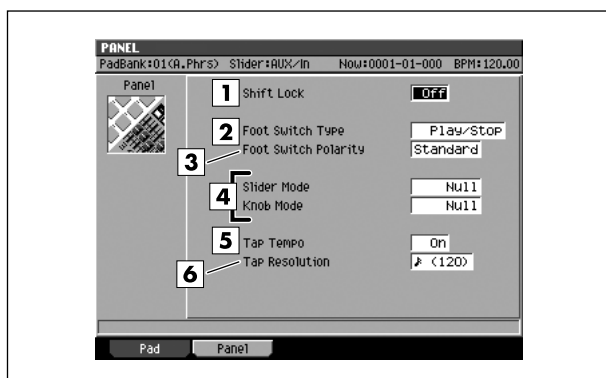 PANEL
PadBank:01(A.Phrs) Slider:AUX/In Now:0001-01-000 BPM:120.00
Panel
1 Shift Lock Off
2 Foot Switch Type Play/Stop
3 Foot Switch Polarity Standard
4 Slider Mode Null
Knob Mode Null
5 Tap Tempo On
6 Tap Resolution ♪ (120)
Pad Panel